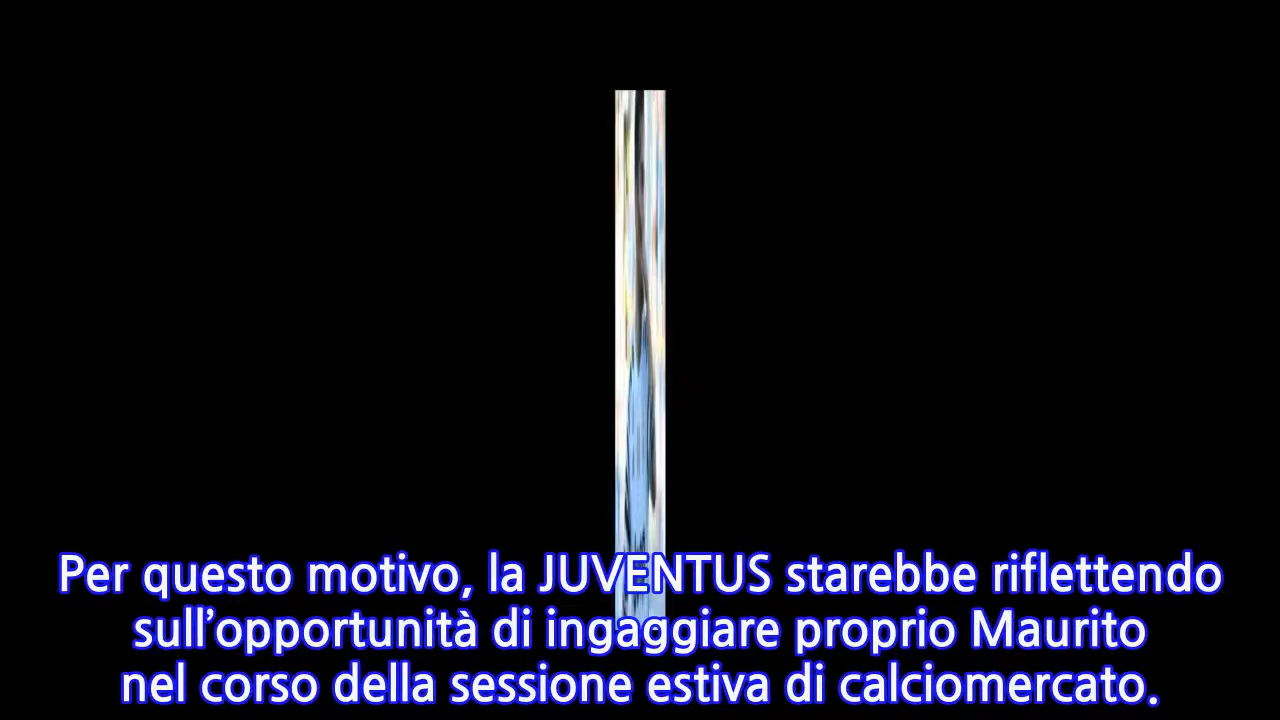 Per questo motivo, la JUVENTUS starebbe riflettendo
sull'opportunità di ingaggiare proprio Maurito
nel corso della sessione estiva di calciomercato.